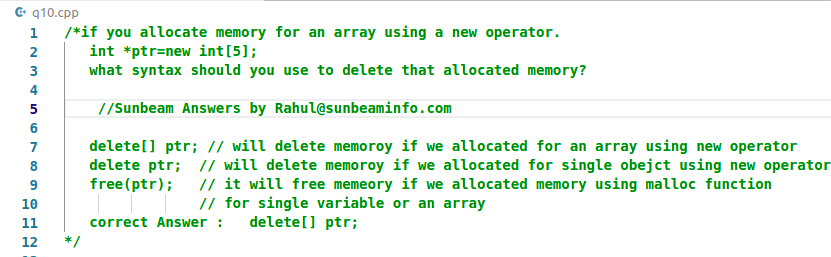 q10.cpp
1 /*if you allocate memory for an array using a new operator.
2 int *ptr=new int[5];
3 what syntax should you use to delete that allocated memory?
4
5 //Sunbeam Answers by Rahul@sunbeaminfo.com
6
7 delete[] ptr; // will delete memoroy if we allocated for an array using new operator
8 delete ptr; // will delete memoroy if we allocated for single obejct using new operator
9 free(ptr); // it will free memeory if we allocated memory using malloc function
10 // for single variable or an array
11 correct Answer : delete[] ptr;
12 */